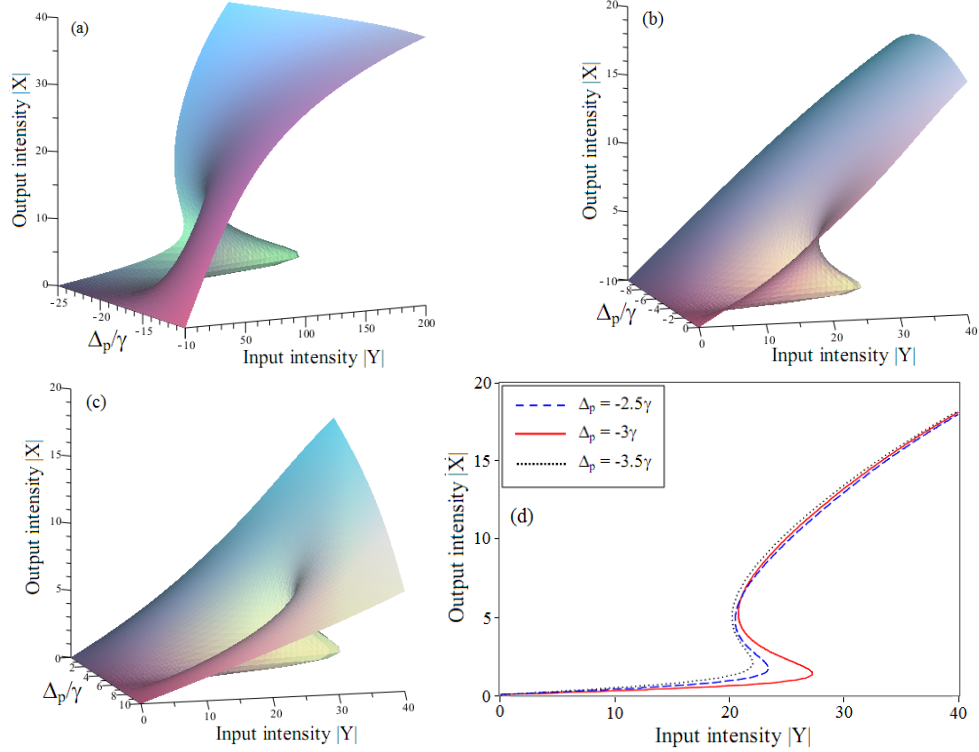 (a)
Output intensity |X|
40
30
20
10
0
-25
-20
-15
-10
Δp/γ
50
100
150
200
Input intensity |Y|
(b)
Output intensity |X|
20
15
10
5
-10
-8
-6
-4
-2
0
Δp/γ
0
10
20
30
40
Input intensity |Y|
(c)
Output intensity |X|
20
15
10
5
0
2
4
6
8
10
Δp/γ
0
10
20
30
40
Input intensity |Y|
(d)
Output intensity |X|
20
15
10
5
0
Δp = -2.5γ
Δp = -3γ
Δp = -3.5γ
0
10
20
30
40
Input intensity |Y|